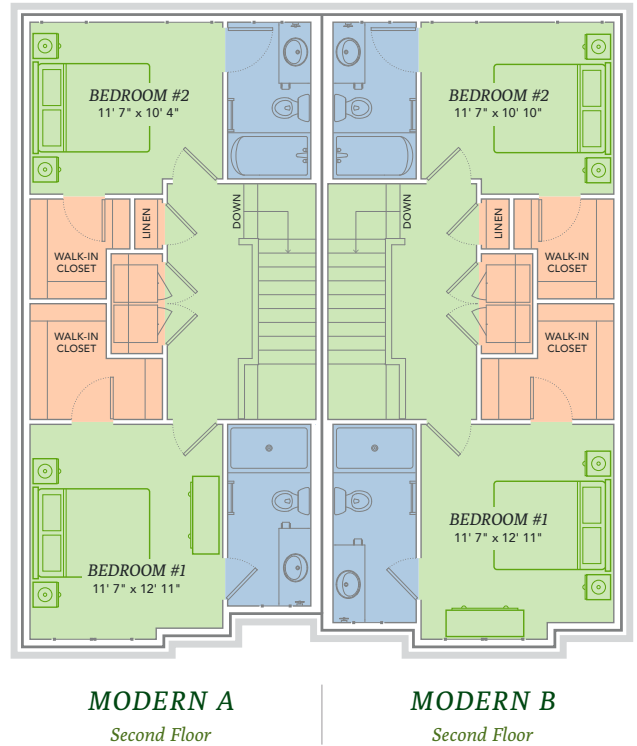 BEDROOM #2
11' 7" x 10' 4"
BEDROOM #2
11' 7" x 10' 10"
LINEN
DOWN
DOWN
LINEN
WALK-IN
CLOSET
WALK-IN
CLOSET
WALK-IN
CLOSET
WALK-IN
CLOSET
BEDROOM #1
11' 7" x 12' 11"
BEDROOM #1
11' 7" x 12' 11"
MODERN A
Second Floor
MODERN B
Second Floor